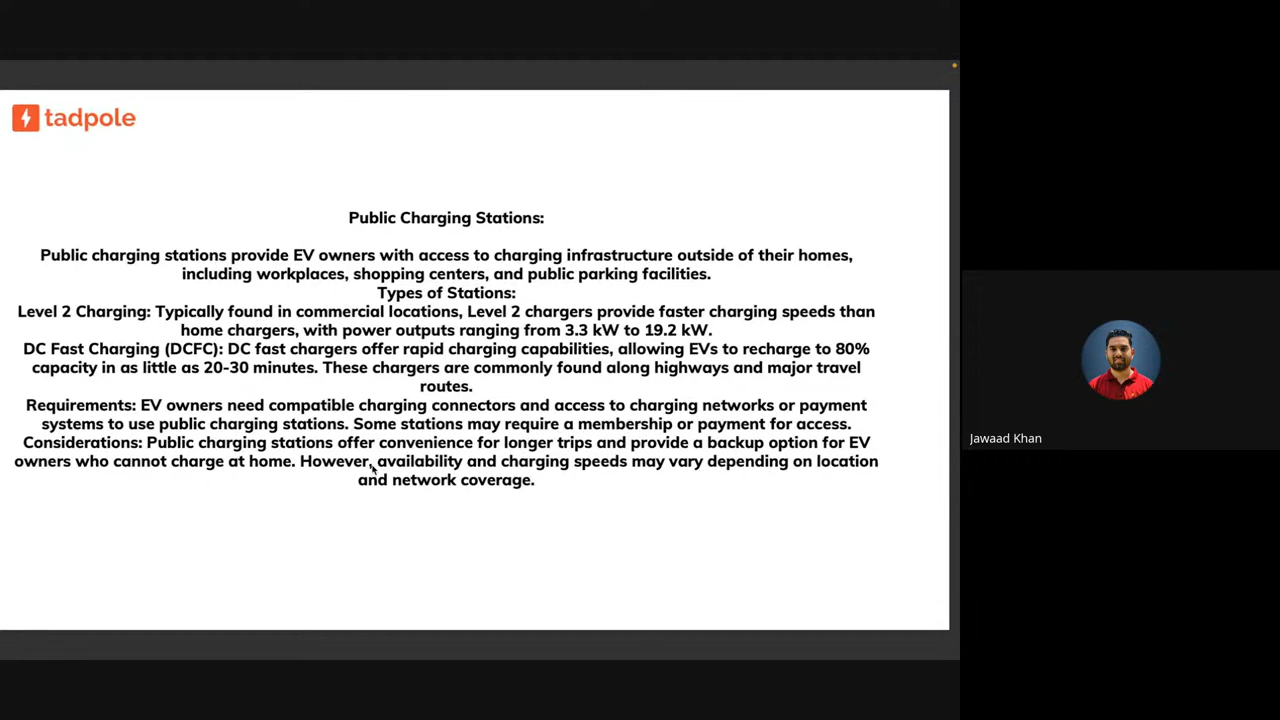 tadpole
Public Charging Stations:
Public charging stations provide EV owners with access to charging infrastructure outside of their homes,
including workplaces, shopping centers, and public parking facilities.
Types of Stations:
Level 2 Charging: Typically found in commercial locations, Level 2 chargers provide faster charging speeds than
home chargers, with power outputs ranging from 3.3 kW to 19.2 kW.
DC Fast Charging (DCFC): DC fast chargers offer rapid charging capabilities, allowing EVs to recharge to 80%
capacity in as little as 20-30 minutes. These chargers are commonly found along highways and major travel
routes.
Requirements: EV owners need compatible charging connectors and access to charging networks or payment
systems to use public charging stations. Some stations may require a membership or payment for access.
Considerations: Public charging stations offer convenience for longer trips and provide a backup option for EV
owners who cannot charge at home. However, availability and charging speeds may vary depending on location
and network coverage.
Jawaad Khan